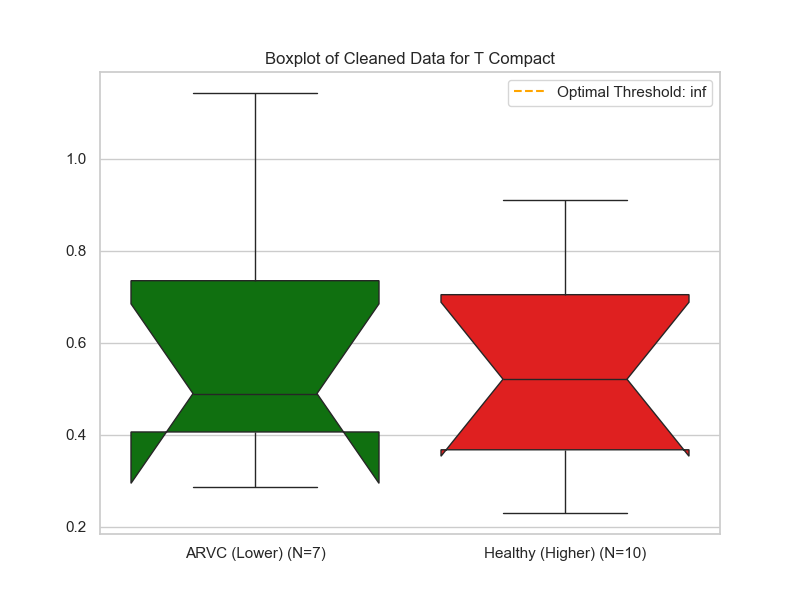 Boxplot of Cleaned Data for T Compact
Optimal Threshold: inf
1.0
0.8
0.6
0.4
0.2
ARVC (Lower) (N=7)
Healthy (Higher) (N=10)